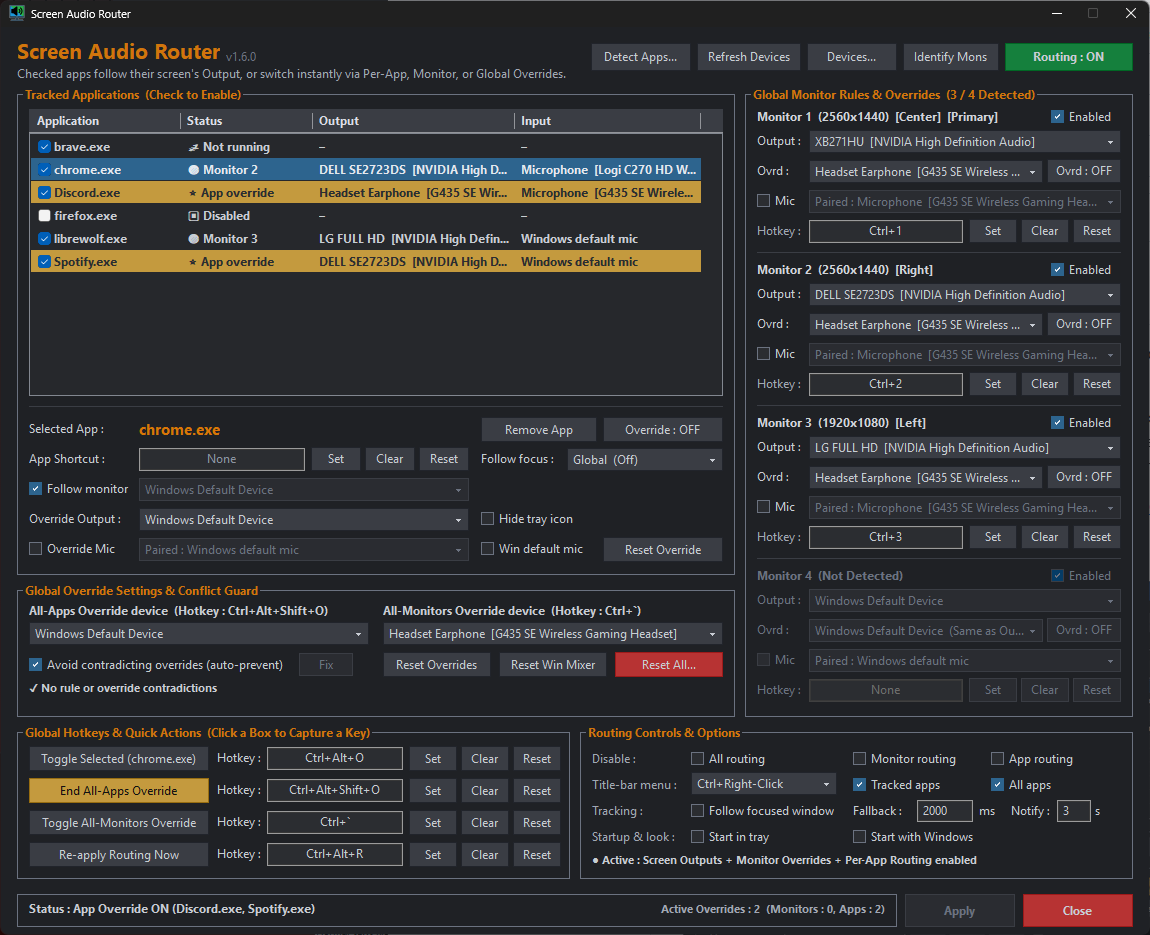 Screen Audio Router
Screen Audio Router v1.6.0
Checked apps follow their screen's Output, or switch instantly via Per-App, Monitor, or Global Overrides.
Detect Apps... Refresh Devices Devices... Identify Mons Routing : ON
Tracked Applications (Check to Enable)
Application Status Output Input
brave.exe Not running – –
chrome.exe Monitor 2 DELL SE2723DS [NVIDIA High D... Microphone [Logi C270 HD W...
Discord.exe ★ App override Headset Earphone [G435 SE Wir... Microphone [G435 SE Wirele...
firefox.exe Disabled – –
librewolf.exe Monitor 3 LG FULL HD [NVIDIA High Defin... Windows default mic
Spotify.exe ★ App override DELL SE2723DS [NVIDIA High D... Windows default mic
Selected App : chrome.exe Remove App Override : OFF
App Shortcut : None Set Clear Reset Follow focus : Global (Off)
Follow monitor Windows Default Device
Override Output : Windows Default Device Hide tray icon
Override Mic Paired : Windows default mic Win default mic Reset Override
Global Override Settings & Conflict Guard
All-Apps Override device (Hotkey : Ctrl+Alt+Shift+O) All-Monitors Override device (Hotkey : Ctrl+`)
Windows Default Device Headset Earphone [G435 SE Wireless Gaming Headset]
Avoid contradicting overrides (auto-prevent) Fix Reset Overrides Reset Win Mixer Reset All...
✓ No rule or override contradictions
Global Hotkeys & Quick Actions (Click a Box to Capture a Key)
Toggle Selected (chrome.exe) Hotkey : Ctrl+Alt+O Set Clear Reset
End All-Apps Override Hotkey : Ctrl+Alt+Shift+O Set Clear Reset
Toggle All-Monitors Override Hotkey : Ctrl+` Set Clear Reset
Re-apply Routing Now Hotkey : Ctrl+Alt+R Set Clear Reset
Global Monitor Rules & Overrides (3 / 4 Detected)
Monitor 1 (2560x1440) [Center] [Primary] Enabled
Output : XB271HU [NVIDIA High Definition Audio]
Ovrd : Headset Earphone [G435 SE Wireless ... Ovrd : OFF
Mic Paired : Microphone [G435 SE Wireless Gaming Hea...
Hotkey : Ctrl+1 Set Clear Reset
Monitor 2 (2560x1440) [Right] Enabled
Output : DELL SE2723DS [NVIDIA High Definition Audio]
Ovrd : Headset Earphone [G435 SE Wireless ... Ovrd : OFF
Mic Paired : Microphone [G435 SE Wireless Gaming Hea...
Hotkey : Ctrl+2 Set Clear Reset
Monitor 3 (1920x1080) [Left] Enabled
Output : LG FULL HD [NVIDIA High Definition Audio]
Ovrd : Headset Earphone [G435 SE Wireless ... Ovrd : OFF
Mic Paired : Microphone [G435 SE Wireless Gaming Hea...
Hotkey : Ctrl+3 Set Clear Reset
Monitor 4 (Not Detected) Enabled
Output : Windows Default Device
Ovrd : Windows Default Device (Same as Ou... Ovrd : OFF
Mic Paired : Windows default mic
Hotkey : None Set Clear Reset
Routing Controls & Options
Disable : All routing Monitor routing App routing
Title-bar menu : Ctrl+Right-Click Tracked apps All apps
Tracking : Follow focused window Fallback : 2000 ms Notify : 3 s
Startup & look : Start in tray Start with Windows
● Active : Screen Outputs + Monitor Overrides + Per-App Routing enabled
Status : App Override ON (Discord.exe, Spotify.exe) Active Overrides : 2 (Monitors : 0, Apps : 2) Apply Close